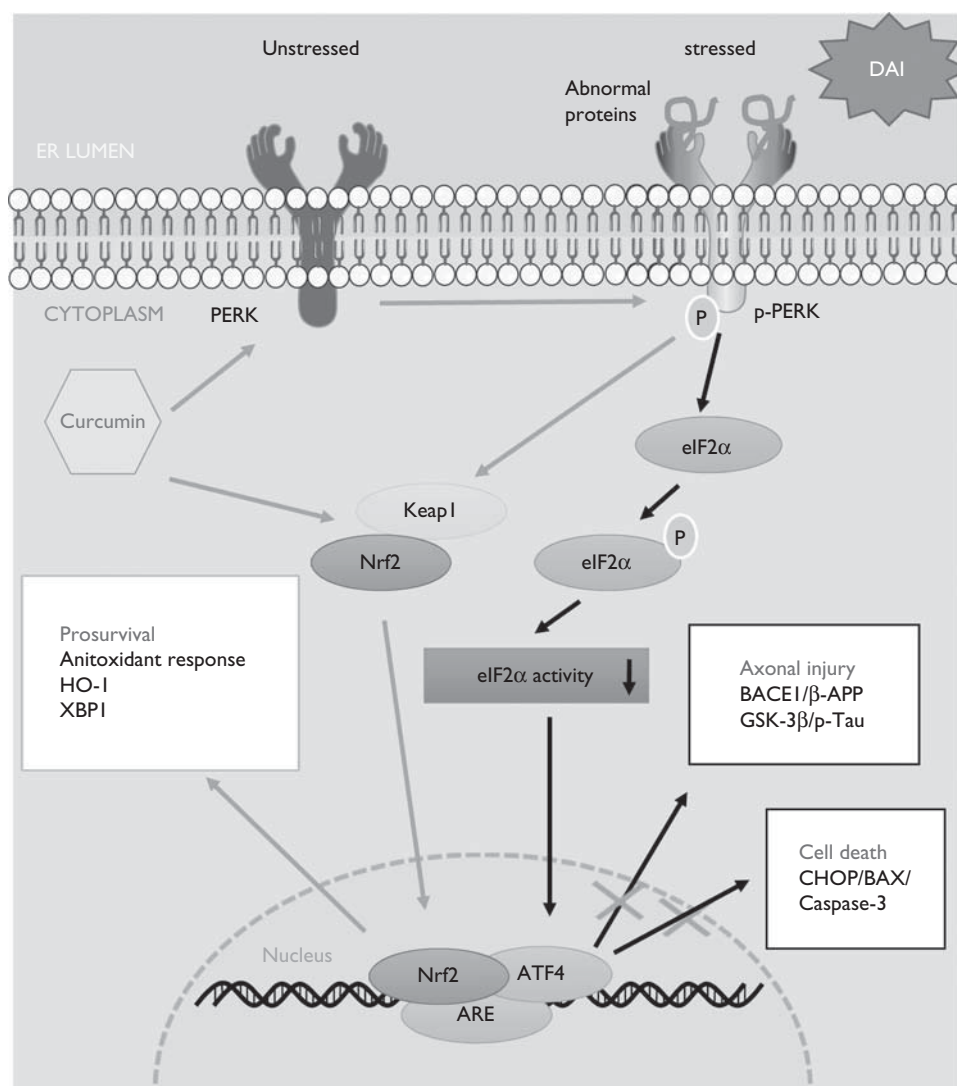 Unstressed
stressed
DAI
Abnormal
proteins
ER LUMEN
CYTOPLASM
PERK
P
p-PERK
Curcumin
eIF2α
Keap1
Nrf2
eIF2α
P
Prosurvival
Anitoxidant response
HO-1
XBP1
eIF2α activity
Axonal injury
BACE1/β-APP
GSK-3β/p-Tau
Cell death
CHOP/BAX/
Caspase-3
Nucleus
Nrf2
ATF4
ARE